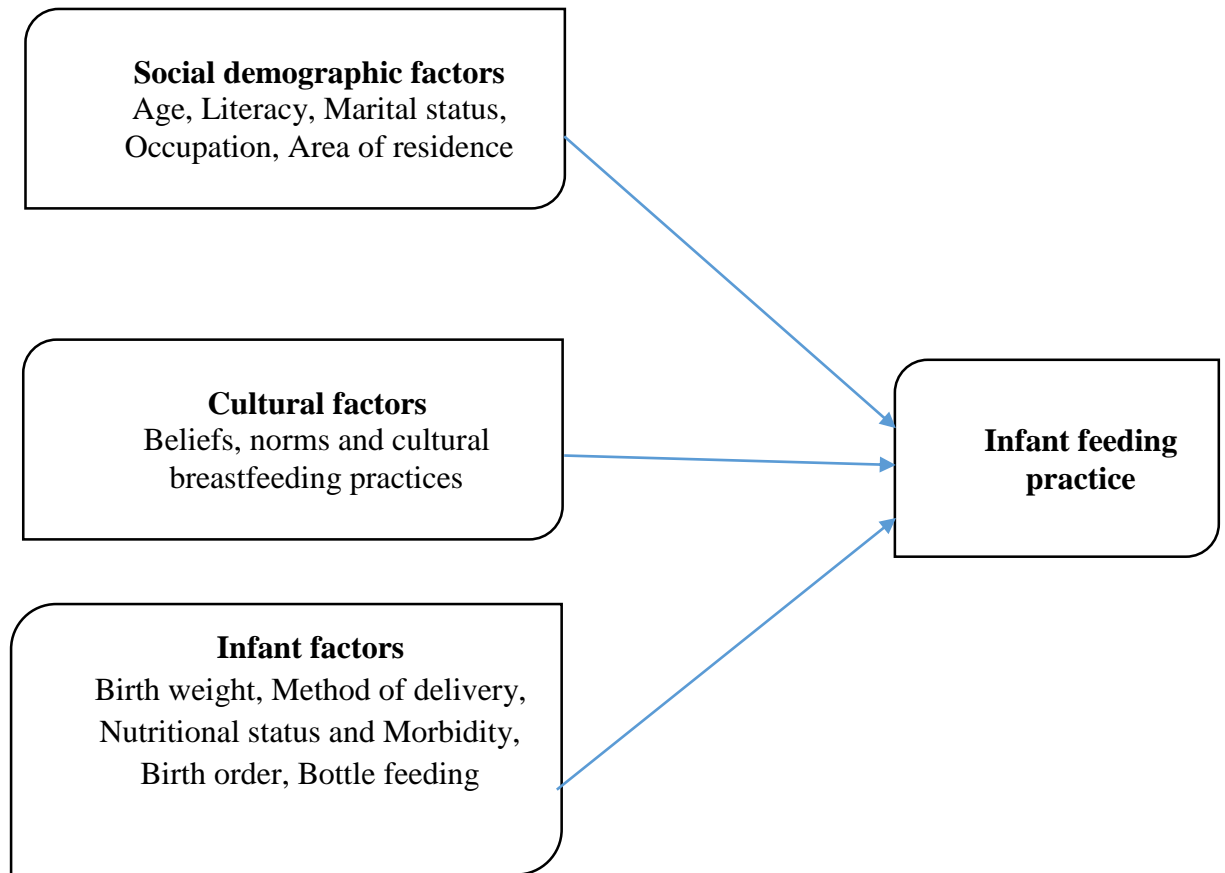 Social demographic factors
Age, Literacy, Marital status,
Occupation, Area of residence
Cultural factors
Beliefs, norms and cultural
breastfeeding practices
Infant feeding
practice
Infant factors
Birth weight, Method of delivery,
Nutritional status and Morbidity,
Birth order, Bottle feeding